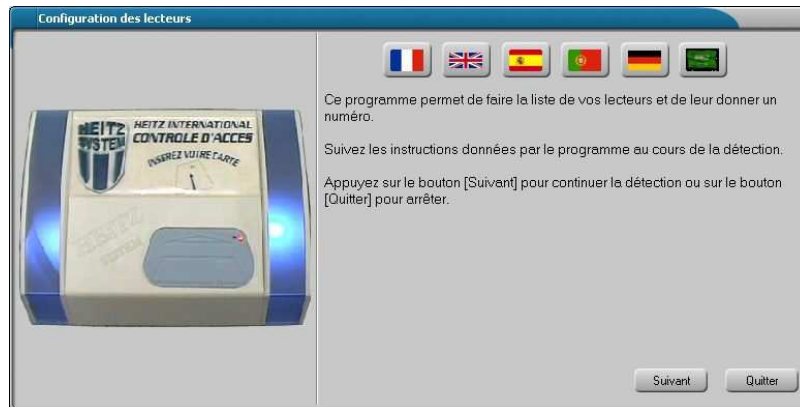 Configuration des lecteurs
HEITZ
SYSTEM
HEITZ INTERNATIONAL
CONTROLE D'ACCES
INSEREZ VOTRE CARTE
HEITZ
SYSTEM
Ce programme permet de faire la liste de vos lecteurs et de leur donner un
numéro.
Suivez les instructions données par le programme au cours de la détection.
Appuyez sur le bouton [Suivant] pour continuer la détection ou sur le bouton
[Quitter] pour arrêter.
Suivant
Quitter